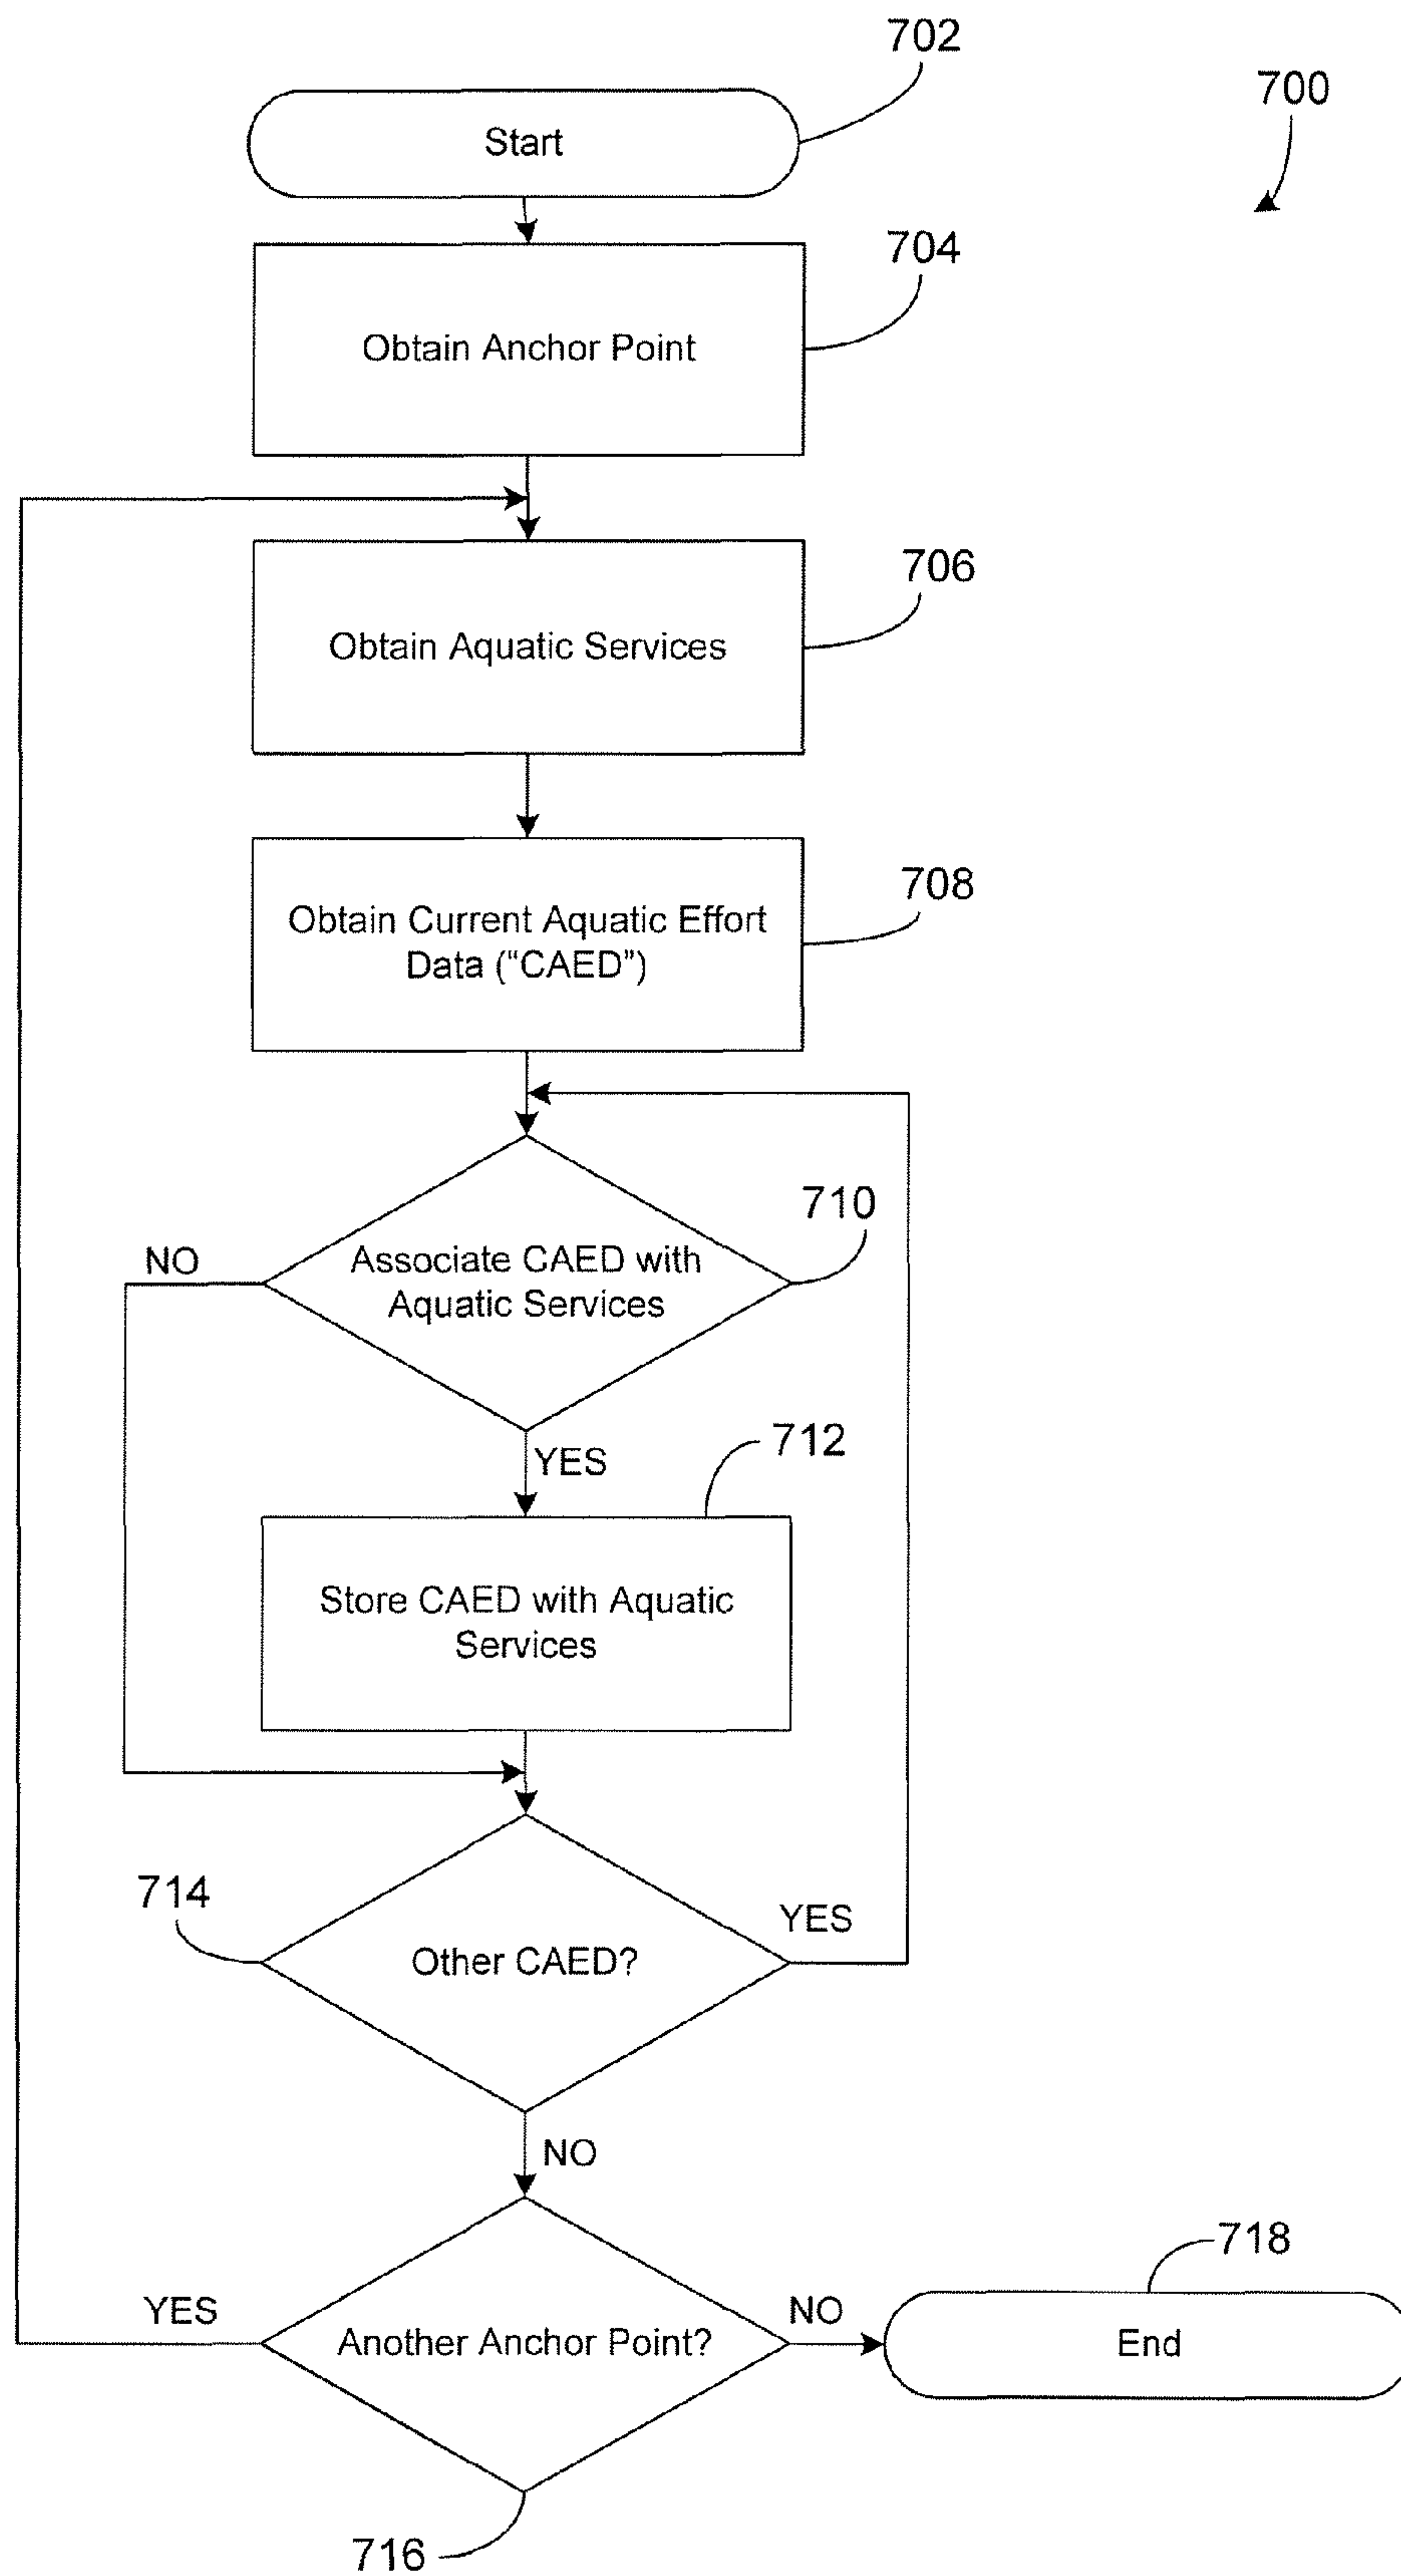 702
700
Start
704
Obtain Anchor Point
706
Obtain Aquatic Services
708
Obtain Current Aquatic Effort
Data (“CAED”)
710
NO
Associate CAED with
Aquatic Services
712
YES
Store CAED with Aquatic
Services
714
YES
Other CAED?
NO
718
YES
NO
Another Anchor Point?
End
716